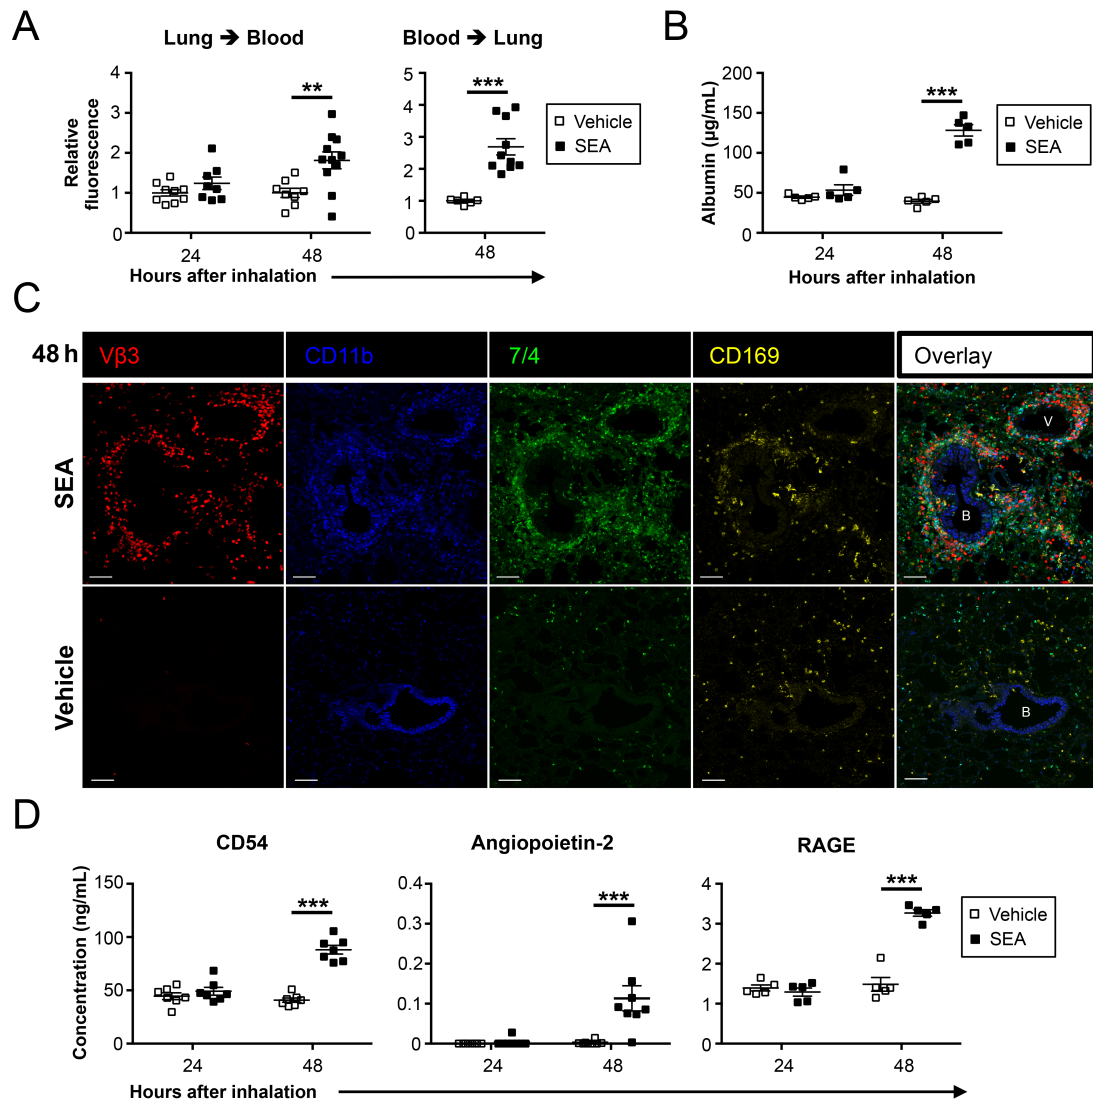 A
Lung ➔ Blood
Blood ➔ Lung
Relative
fluorescence
4
3
2
1
0
**
24
48
5
4
3
2
1
0
***
48
Vehicle
SEA
Hours after inhalation
B
Albumin (µg/mL)
200
150
100
50
0
***
24
48
Vehicle
SEA
Hours after inhalation
C
48 h
Vβ3
CD11b
7/4
CD169
Overlay
SEA
V
B
Vehicle
B
D
CD54
Angiopoietin-2
RAGE
Concentration (ng/mL)
150
100
50
0
***
24
48
0.4
0.3
0.2
0.1
0
***
24
48
4
3
2
1
0
***
24
48
Vehicle
SEA
Hours after inhalation